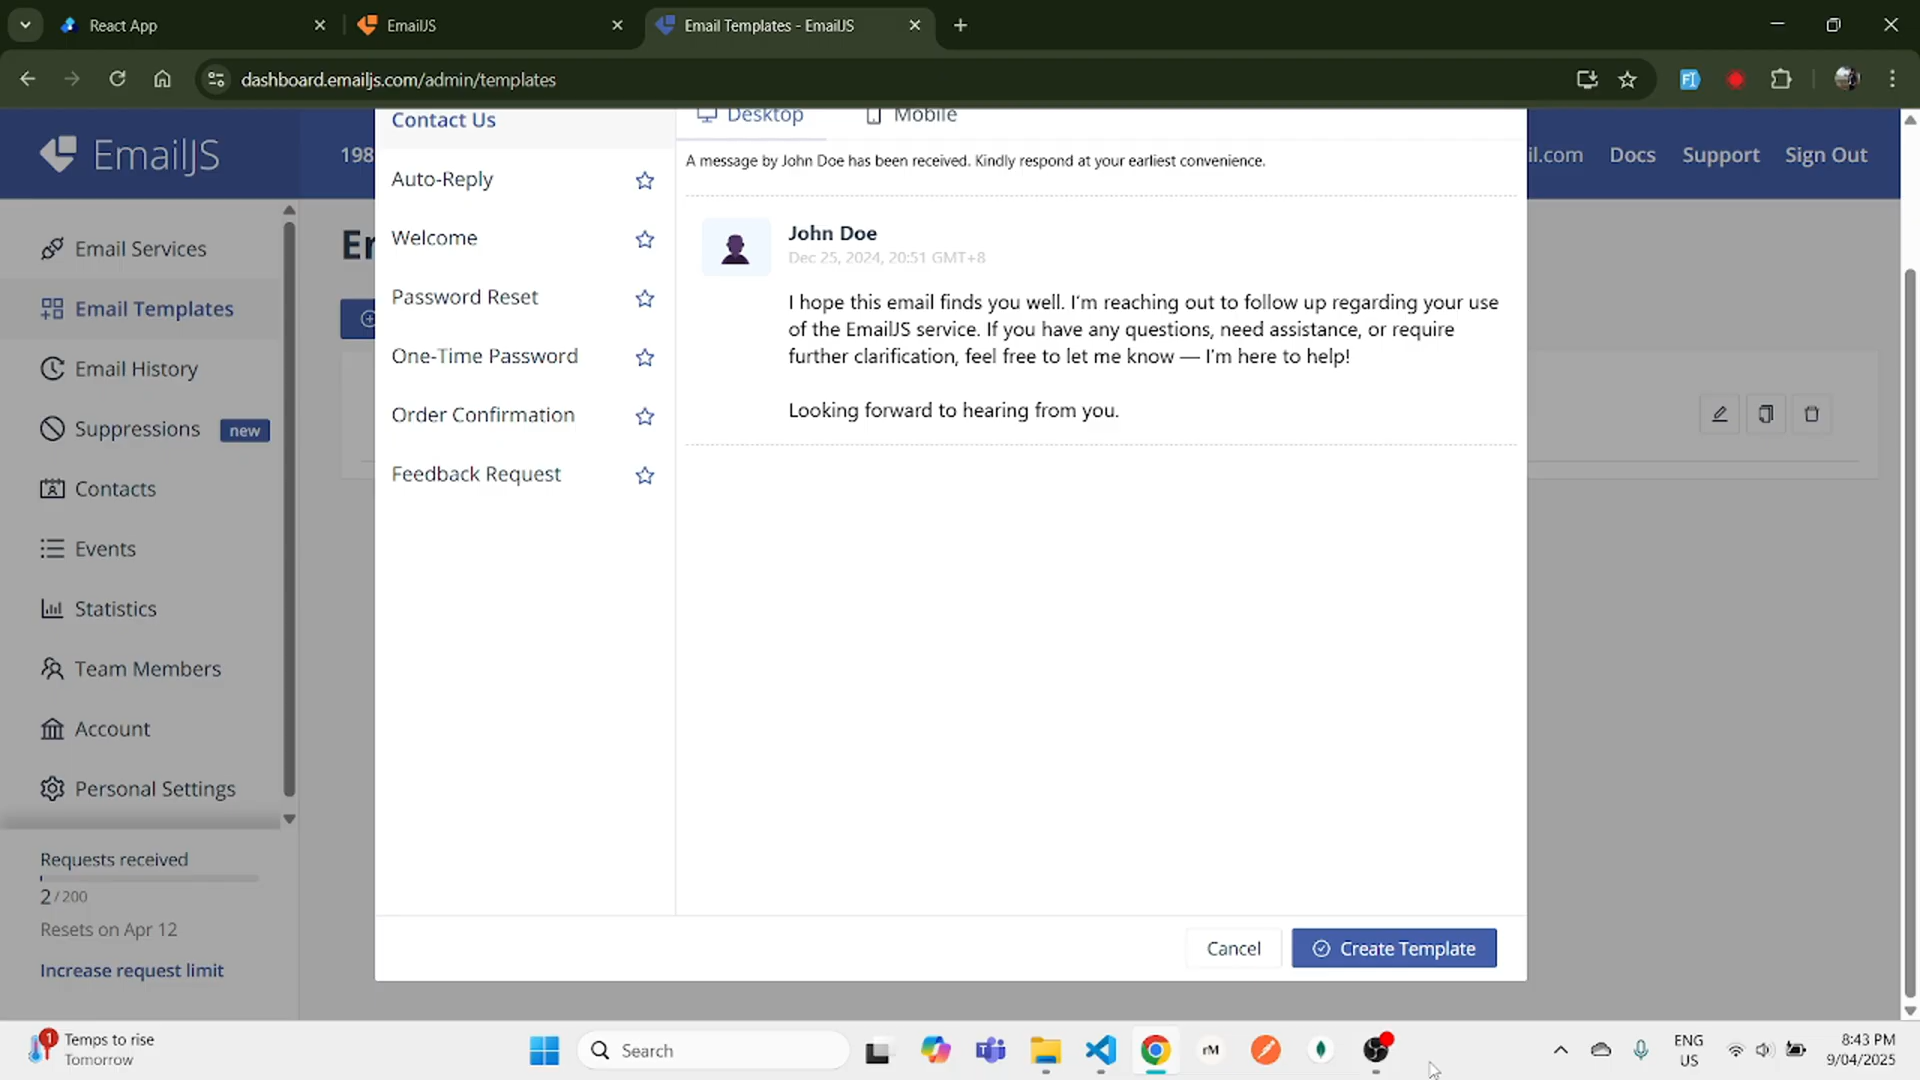 React App
EmailJS
Email Templates - EmailJS
dashboard.emailjs.com/admin/templates
EmailJS
198
il.com
Docs
Support
Sign Out
Email Services
Email Templates
Email History
Suppressions
new
Contacts
Events
Statistics
Team Members
Account
Personal Settings
Requests received
2 / 200
Resets on Apr 12
Increase request limit
Contact Us
Auto-Reply
Welcome
Password Reset
One-Time Password
Order Confirmation
Feedback Request
Desktop
Mobile
A message by John Doe has been received. Kindly respond at your earliest convenience.
John Doe
Dec 25, 2024, 20:51 GMT+8
I hope this email finds you well. I’m reaching out to follow up regarding your use
of the EmailJS service. If you have any questions, need assistance, or require
further clarification, feel free to let me know — I’m here to help!
Looking forward to hearing from you.
Cancel
Create Template
1
Temps to rise
Tomorrow
Search
rM
ENG
US
8:43 PM
9/04/2025